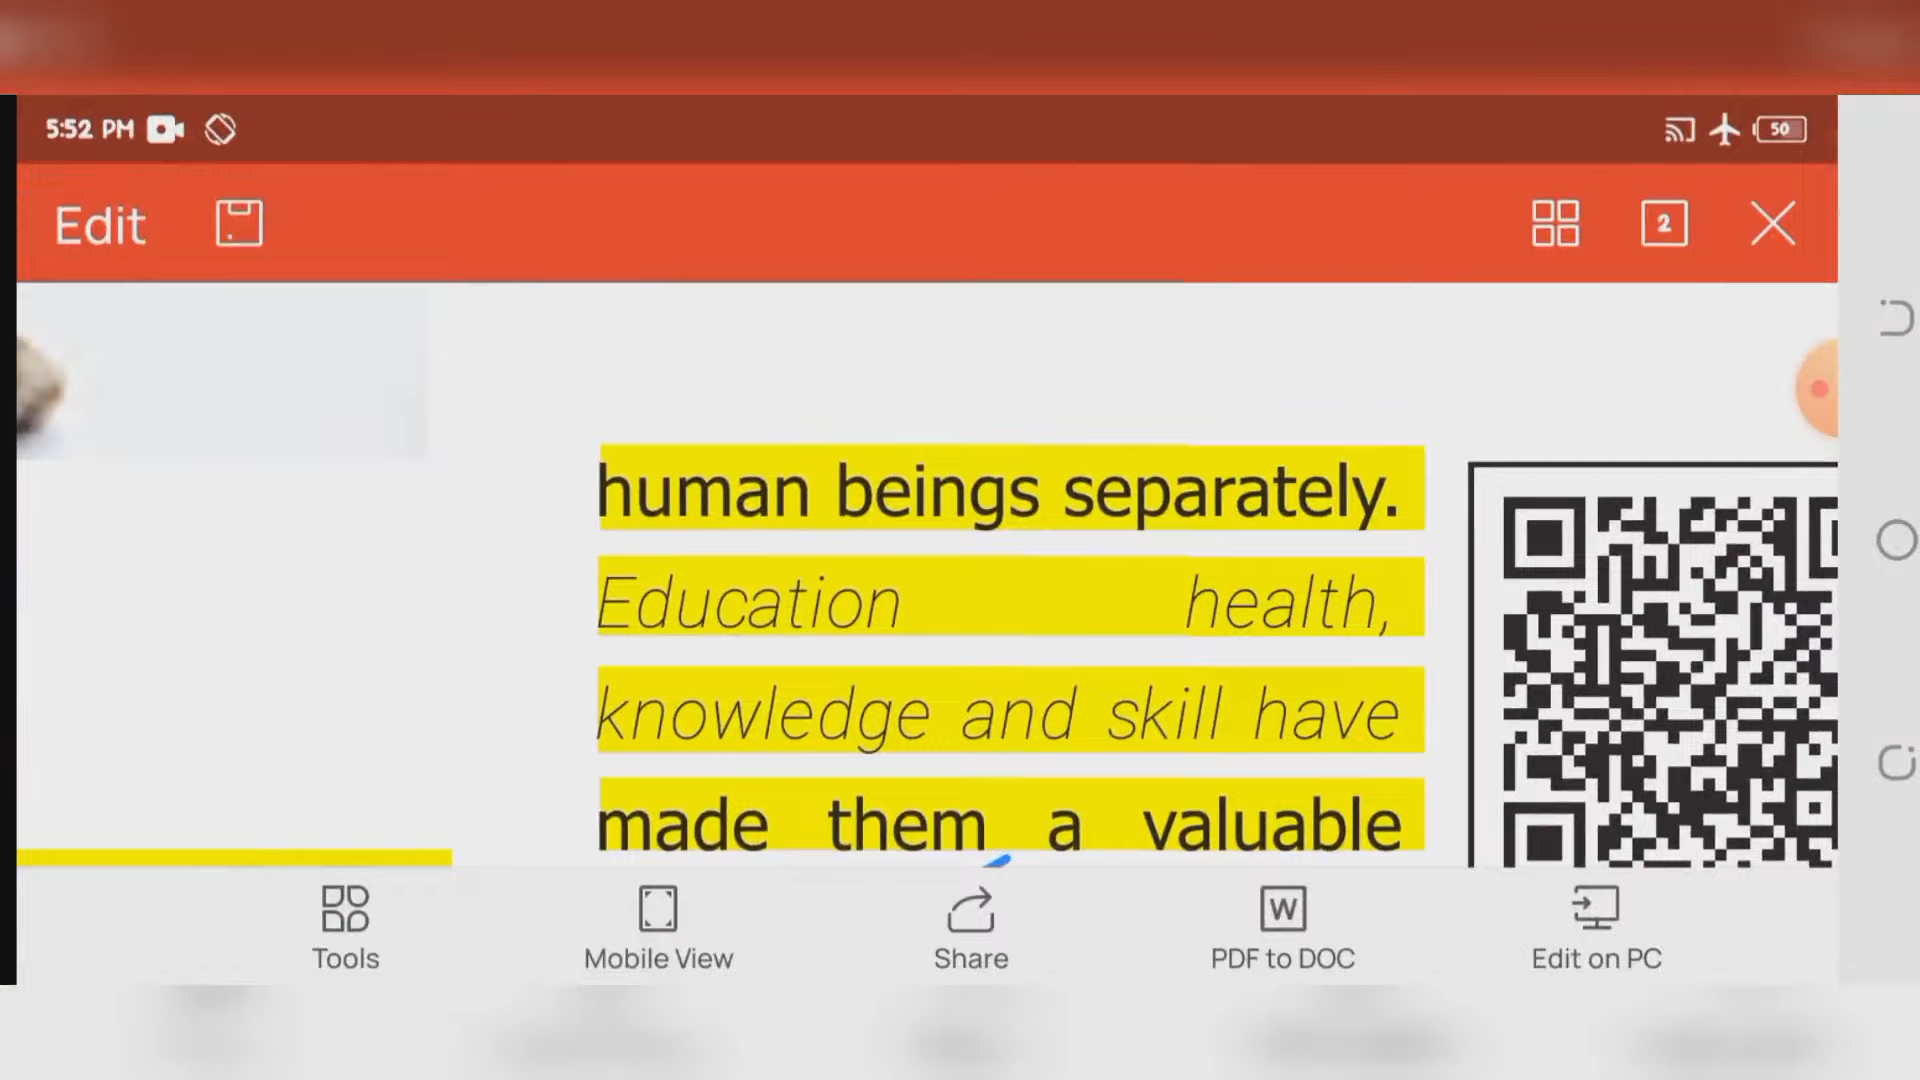 5:52 PM
50
Edit
2
human beings separately.
Education health,
knowledge and skill have
made them a valuable
Tools
Mobile View
Share
W
PDF to DOC
Edit on PC